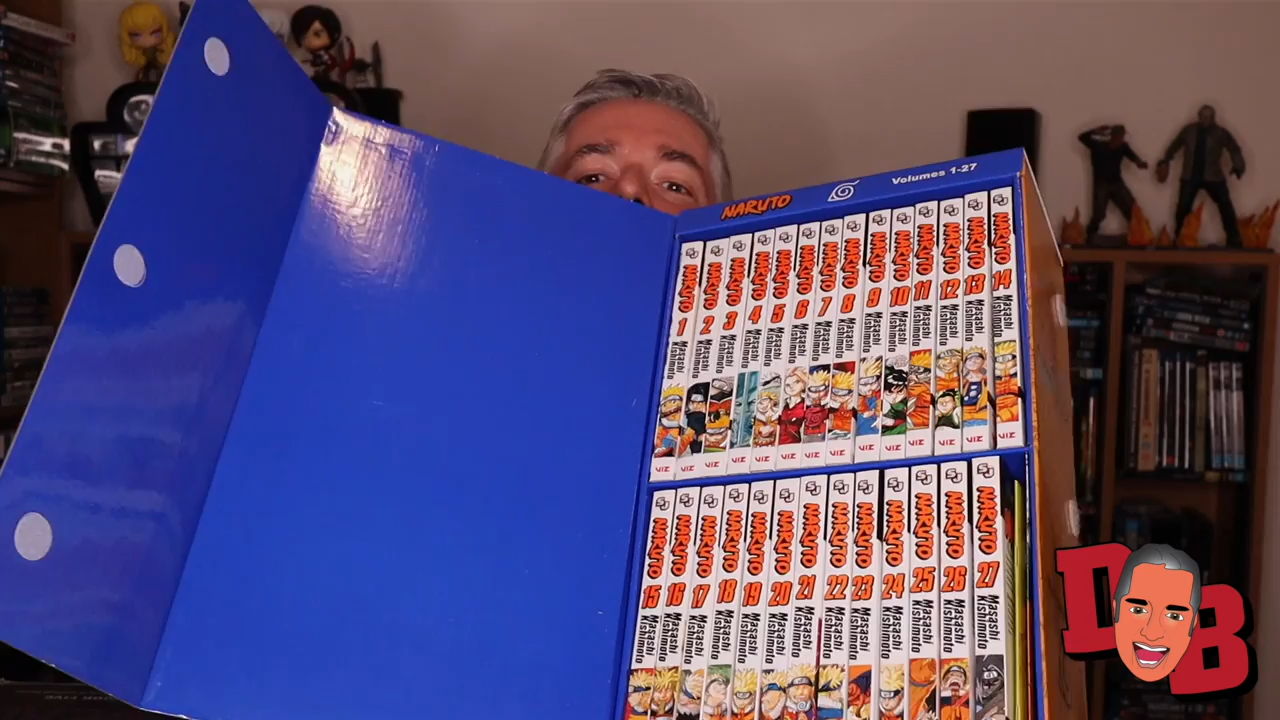 NARUTO Volumes 1-27
NARUTO 1 Masashi Kishimoto VIZ
NARUTO 2 Masashi Kishimoto VIZ
NARUTO 3 Masashi Kishimoto VIZ
NARUTO 4 Masashi Kishimoto VIZ
NARUTO 5 Masashi Kishimoto VIZ
NARUTO 6 Masashi Kishimoto VIZ
NARUTO 7 Masashi Kishimoto VIZ
NARUTO 8 Masashi Kishimoto VIZ
NARUTO 9 Masashi Kishimoto VIZ
NARUTO 10 Masashi Kishimoto VIZ
NARUTO 11 Masashi Kishimoto VIZ
NARUTO 12 Masashi Kishimoto VIZ
NARUTO 13 Masashi Kishimoto VIZ
NARUTO 14 Masashi Kishimoto VIZ
NARUTO 15 Masashi Kishimoto
NARUTO 16 Masashi Kishimoto
NARUTO 17 Masashi Kishimoto
NARUTO 18 Masashi Kishimoto
NARUTO 19 Masashi Kishimoto
NARUTO 20 Masashi Kishimoto
NARUTO 21 Masashi Kishimoto
NARUTO 22 Masashi Kishimoto
NARUTO 23 Masashi Kishimoto
NARUTO 24 Masashi Kishimoto
NARUTO 25 Masashi Kishimoto
NARUTO 26 Masashi Kishimoto
NARUTO 27 Masashi Kishimoto
DB